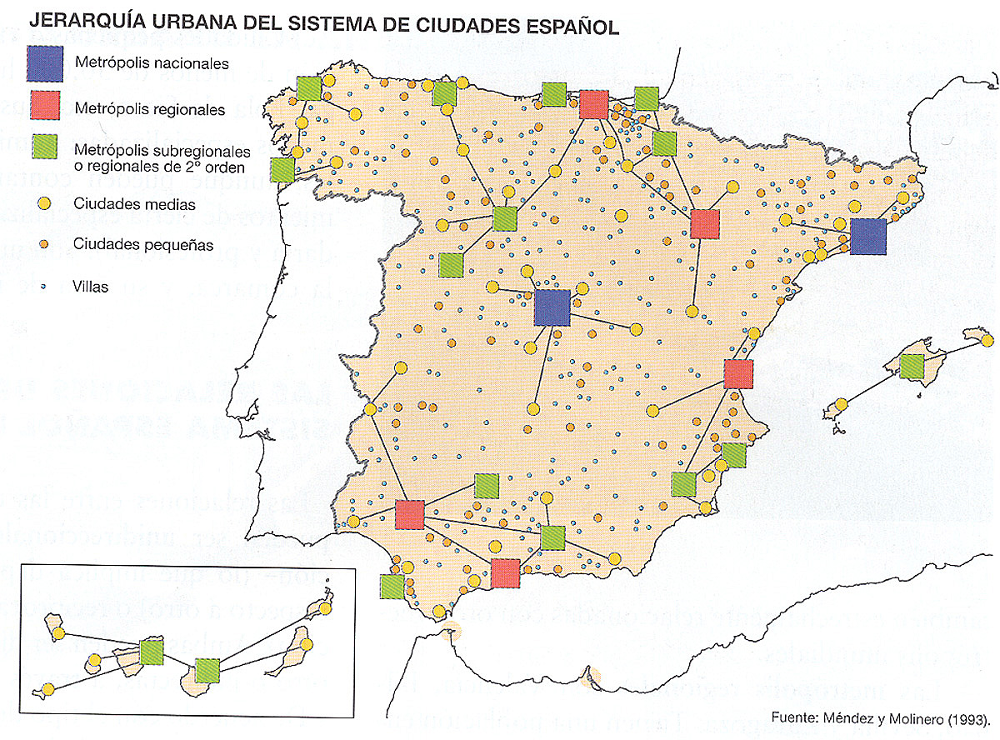 JERARQUÍA URBANA DEL SISTEMA DE CIUDADES ESPAÑOL
Metrópolis nacionales
Metrópolis regionales
Metrópolis subregionales
o regionales de 2º orden
Ciudades medias
Ciudades pequeñas
Villas
Fuente: Méndez y Molinero (1993).